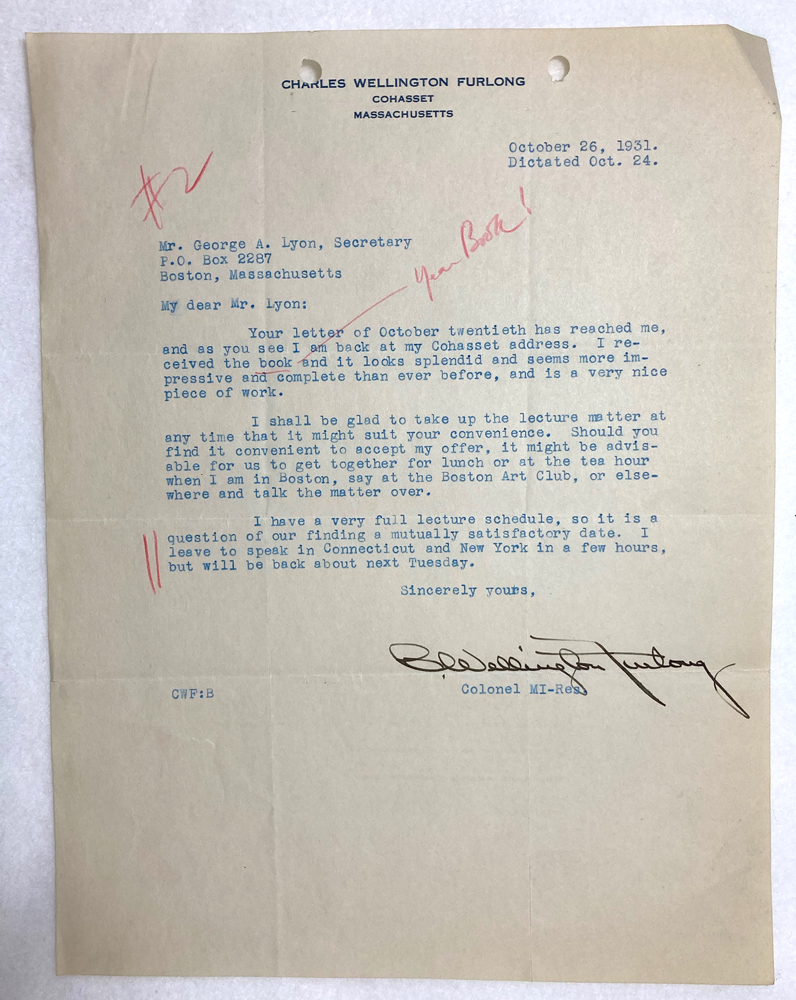 CHARLES WELLINGTON FURLONG
COHASSET
MASSACHUSETTS
October 26, 1931.
Dictated Oct. 24.
#2
Year Book!
Mr. George A. Lyon, Secretary
P.O. Box 2287
Boston, Massachusetts
My dear Mr. Lyon:
Your letter of October twentieth has reached me,
and as you see I am back at my Cohasset address. I re-
ceived the book and it looks splendid and seems more im-
pressive and complete than ever before, and is a very nice
piece of work.
I shall be glad to take up the lecture matter at
any time that it might suit your convenience. Should you
find it convenient to accept my offer, it might be advis-
able for us to get together for lunch or at the tea hour
when I am in Boston, say at the Boston Art Club, or else-
where and talk the matter over.
I have a very full lecture schedule, so it is a
question of our finding a mutually satisfactory date. I
leave to speak in Connecticut and New York in a few hours,
but will be back about next Tuesday.
Sincerely yours,
C. Wellington Furlong
CWF:B
Colonel MI-Res.